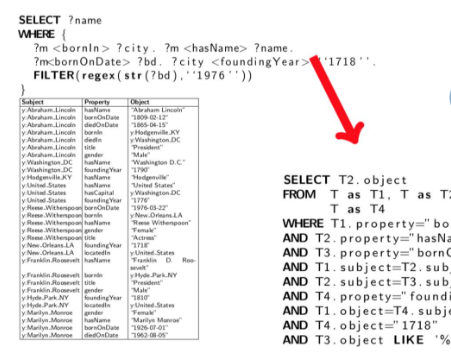 SELECT ?name
WHERE {
?m <bornIn> ?city. ?m <hasName> ?name.
?m<bornOnDate> ?bd. ?city <foundingYear> ''1718''.
FILTER(regex(str(?bd),''1976''))
}
Subject Property Object
y:Abraham_Lincoln hasName "Abraham Lincoln"
y:Abraham_Lincoln bornOnDate "1809-02-12"
y:Abraham_Lincoln diedOnDate "1865-04-15"
y:Abraham_Lincoln bornIn y:Hodgenville_KY
y:Abraham_Lincoln diedIn y:Washington_DC
y:Abraham_Lincoln title "President"
y:Abraham_Lincoln gender "Male"
y:Washington_DC hasName "Washington D.C."
y:Washington_DC foundingYear "1790"
y:Hodgenville_KY hasName "Hodgenville"
y:United_States hasName "United States"
y:United_States hasCapital y:Washington_DC
y:United_States foundingYear "1776"
y:Reese_Witherspoon bornOnDate "1976-03-22"
y:Reese_Witherspoon bornIn y:New_Orleans_LA
y:Reese_Witherspoon hasName "Reese Witherspoon"
y:Reese_Witherspoon gender "Female"
y:Reese_Witherspoon title "Actress"
y:New_Orleans_LA foundingYear "1718"
y:New_Orleans_LA locatedIn y:United_States
y:Franklin_Roosevelt hasName "Franklin D. Roo-
sevelt"
y:Franklin_Roosevelt bornIn y:Hyde_Park_NY
y:Franklin_Roosevelt title "President"
y:Franklin_Roosevelt gender "Male"
y:Hyde_Park_NY foundingYear "1810"
y:Hyde_Park_NY locatedIn y:United_States
y:Marilyn_Monroe gender "Female"
y:Marilyn_Monroe hasName "Marilyn Monroe"
y:Marilyn_Monroe bornOnDate "1926-07-01"
y:Marilyn_Monroe diedOnDate "1962-08-05"
SELECT T2.object
FROM T as T1, T as T2
T as T4
WHERE T1.property="bo
AND T2.property="hasNa
AND T3.property="bornO
AND T1.subject=T2.sub
AND T2.subject=T3.sub
AND T4.propety="foundi
AND T1.object=T4.subje
AND T4.object="1718"
AND T3.object LIKE '%